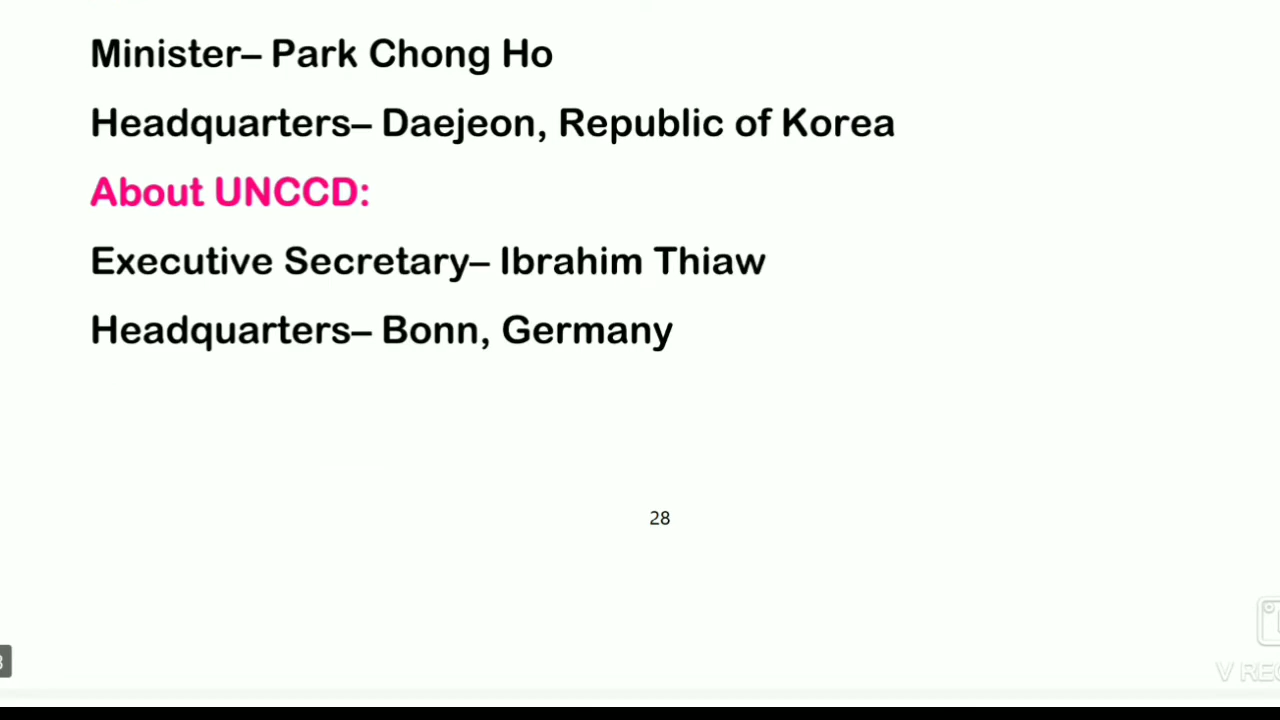 Minister– Park Chong Ho
Headquarters– Daejeon, Republic of Korea
About UNCCD:
Executive Secretary– Ibrahim Thiaw
Headquarters– Bonn, Germany
28
V REC